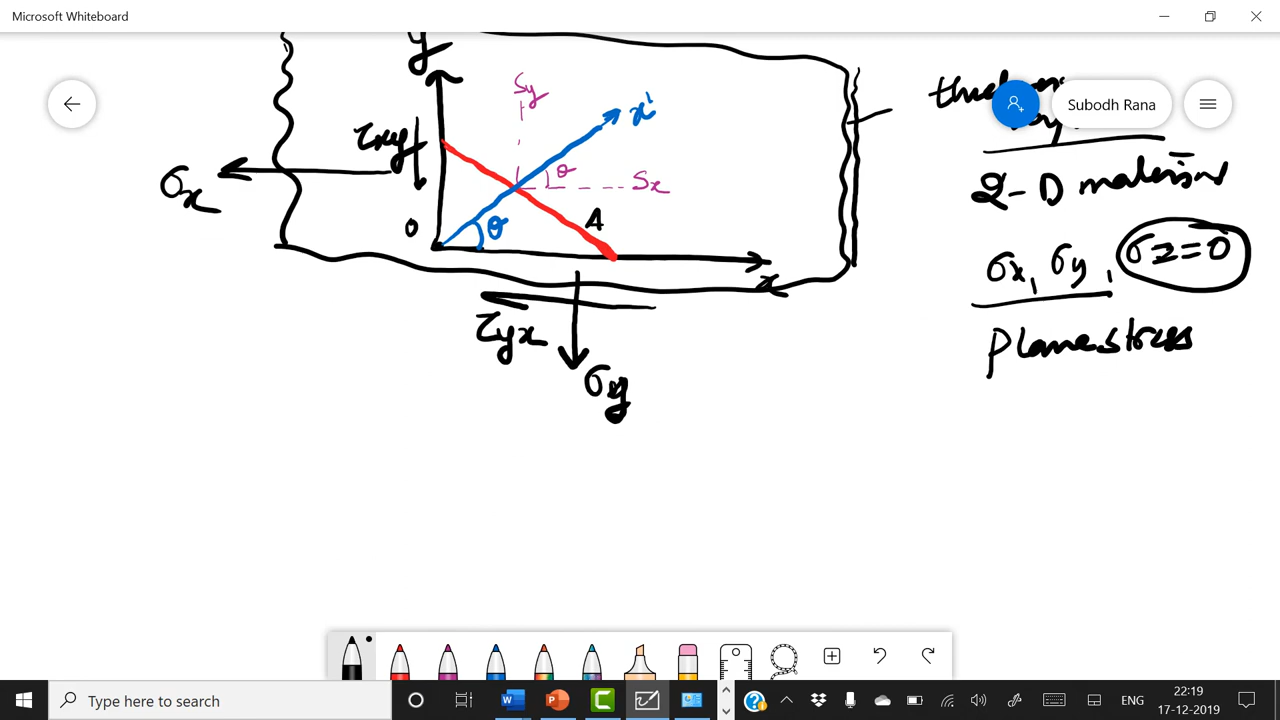 Microsoft Whiteboard
y
Sy
x'
τxy
θ
Sx
σx
A
O
θ
x
τyx
σy
Subodh Rana
2-D material
σx, σy, σz=0
plane stress
Type here to search
ENG
22:19
17-12-2019